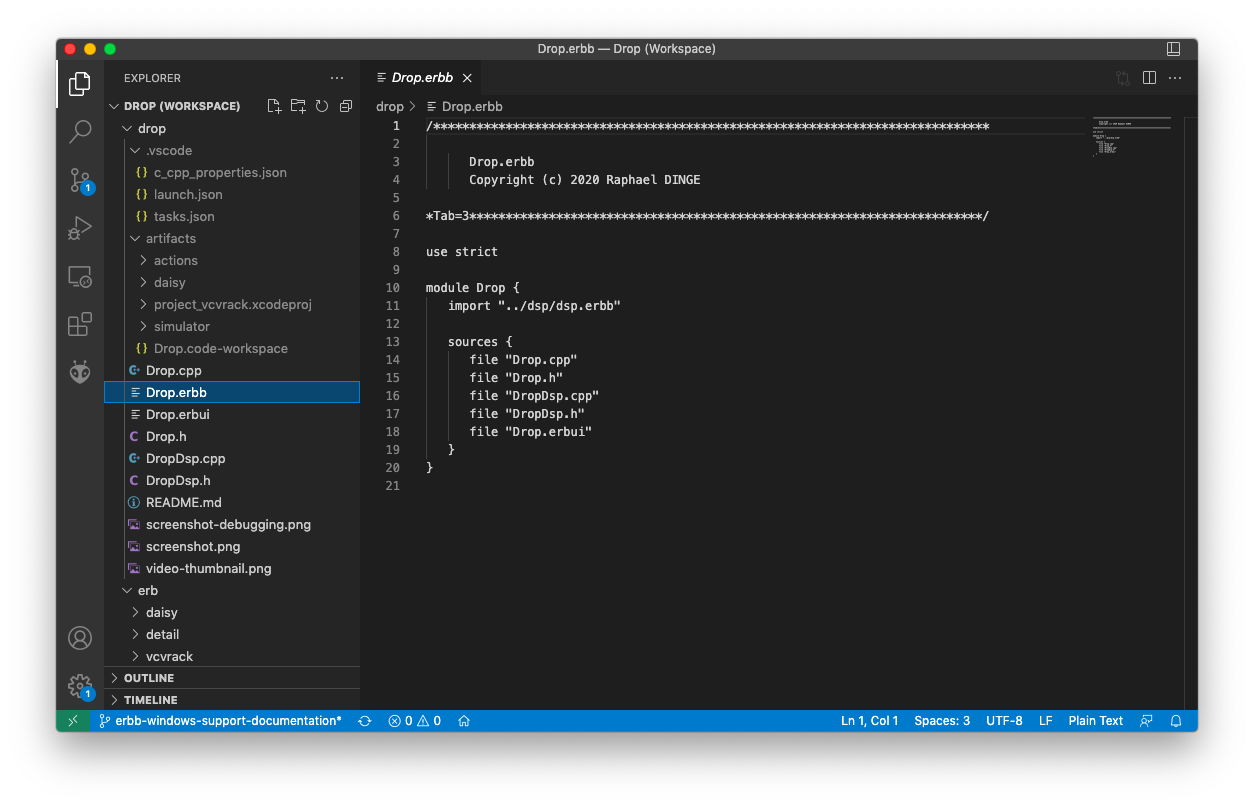 Drop.erbb — Drop (Workspace)
EXPLORER
DROP (WORKSPACE)
drop
.vscode
{} c_cpp_properties.json
{} launch.json
{} tasks.json
artifacts
actions
daisy
project_vcvrack.xcodeproj
simulator
{} Drop.code-workspace
Drop.cpp
Drop.erbb
Drop.erbui
C Drop.h
DropDsp.cpp
C DropDsp.h
README.md
screenshot-debugging.png
screenshot.png
video-thumbnail.png
erb
daisy
detail
vcvrack
OUTLINE
TIMELINE
1
1
Drop.erbb
drop > Drop.erbb
1 /*****************************************************************************
2
3 Drop.erbb
4 Copyright (c) 2020 Raphael DINGE
5
6 *Tab=3***********************************************************************/
7
8 use strict
9
10 module Drop {
11 import "../dsp/dsp.erbb"
12
13 sources {
14 file "Drop.cpp"
15 file "Drop.h"
16 file "DropDsp.cpp"
17 file "DropDsp.h"
18 file "Drop.erbui"
19 }
20 }
21
erbb-windows-support-documentation* 0 0 Ln 1, Col 1 Spaces: 3 UTF-8 LF Plain Text